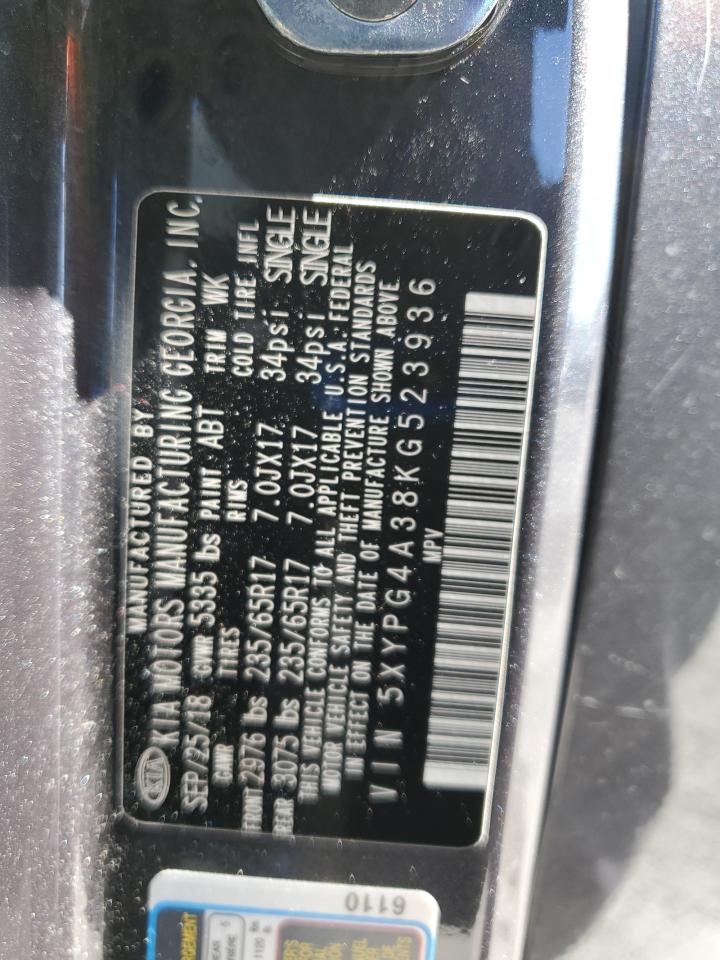 MANUFACTURED BY
KIA KIA MOTORS MANUFACTURING GEORGIA, INC.
SEP/25/18 GWWR 5335 lbs PAINT ABT TRIM WK
GAWR TIRES RIMS COLD TIRE INFL
FRONT 2976 lbs 235/65R17 7.0JX17 34psi SINGLE
REAR 3075 lbs 235/65R17 7.0JX17 34psi SINGLE
THIS VEHICLE CONFORMS TO ALL APPLICABLE U.S.A. FEDERAL
MOTOR VEHICLE SAFETY AND THEFT PREVENTION STANDARDS
IN EFFECT ON THE DATE OF MANUFACTURE SHOWN ABOVE
VIN 5XYPG4A38KG523936
MPV
6110